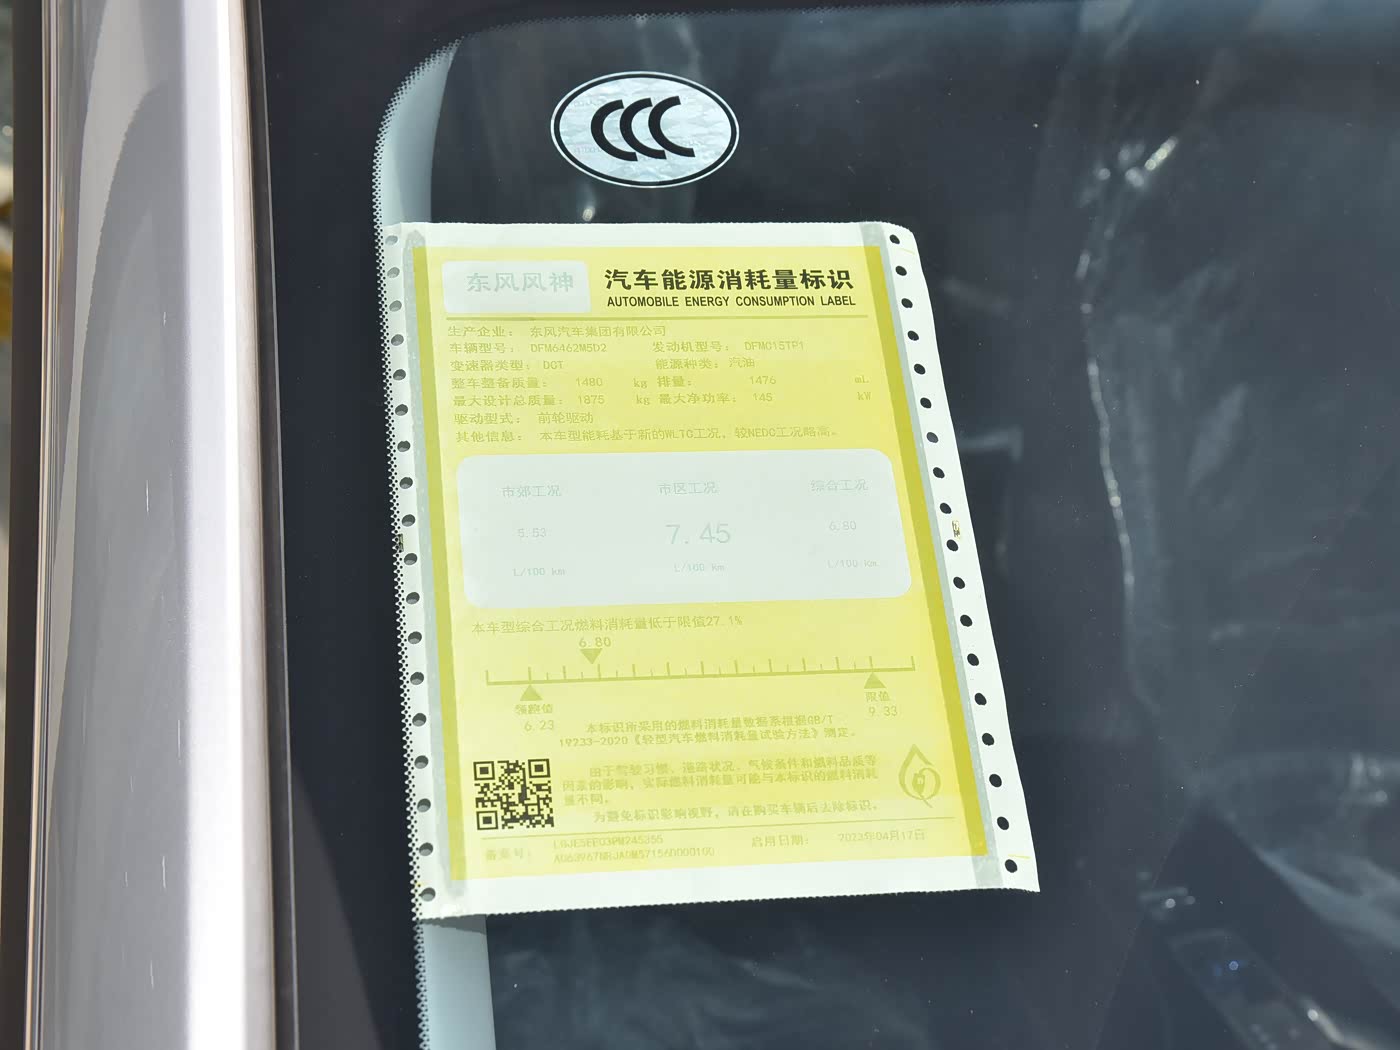 CCC
东风风神
汽车能源消耗量标识
AUTOMOBILE ENERGY CONSUMPTION LABEL
生产企业： 东风汽车集团有限公司
车辆型号： DFM6462M5D2 发动机型号： DFMC15TP1
变速器类型： DCT 能源种类： 汽油
整车整备质量： 1480 kg 排量： 1476 mL
最大设计总质量： 1875 kg 最大净功率： 145 kW
驱动型式： 前轮驱动
其他信息： 本车型能耗基于新的WLTC工况，较NEDC工况略高。
市郊工况 市区工况 综合工况
5.53 7.45 6.80
L/100 km L/100 km L/100 km
本车型综合工况燃料消耗量低于限值27.1%
6.80
领跑值 限值
6.23 9.33
本标识所采用的燃料消耗量数据系根据GB/T
19233-2020《轻型汽车燃料消耗量试验方法》测定。
由于驾驶习惯、道路状况、气候条件和燃料品质等
因素的影响，实际燃料消耗量可能与本标识的燃料消耗
量不同。
为避免标识影响视野，请在购买车辆后去除标识。
备案号： 启用日期： 2023年04月17日